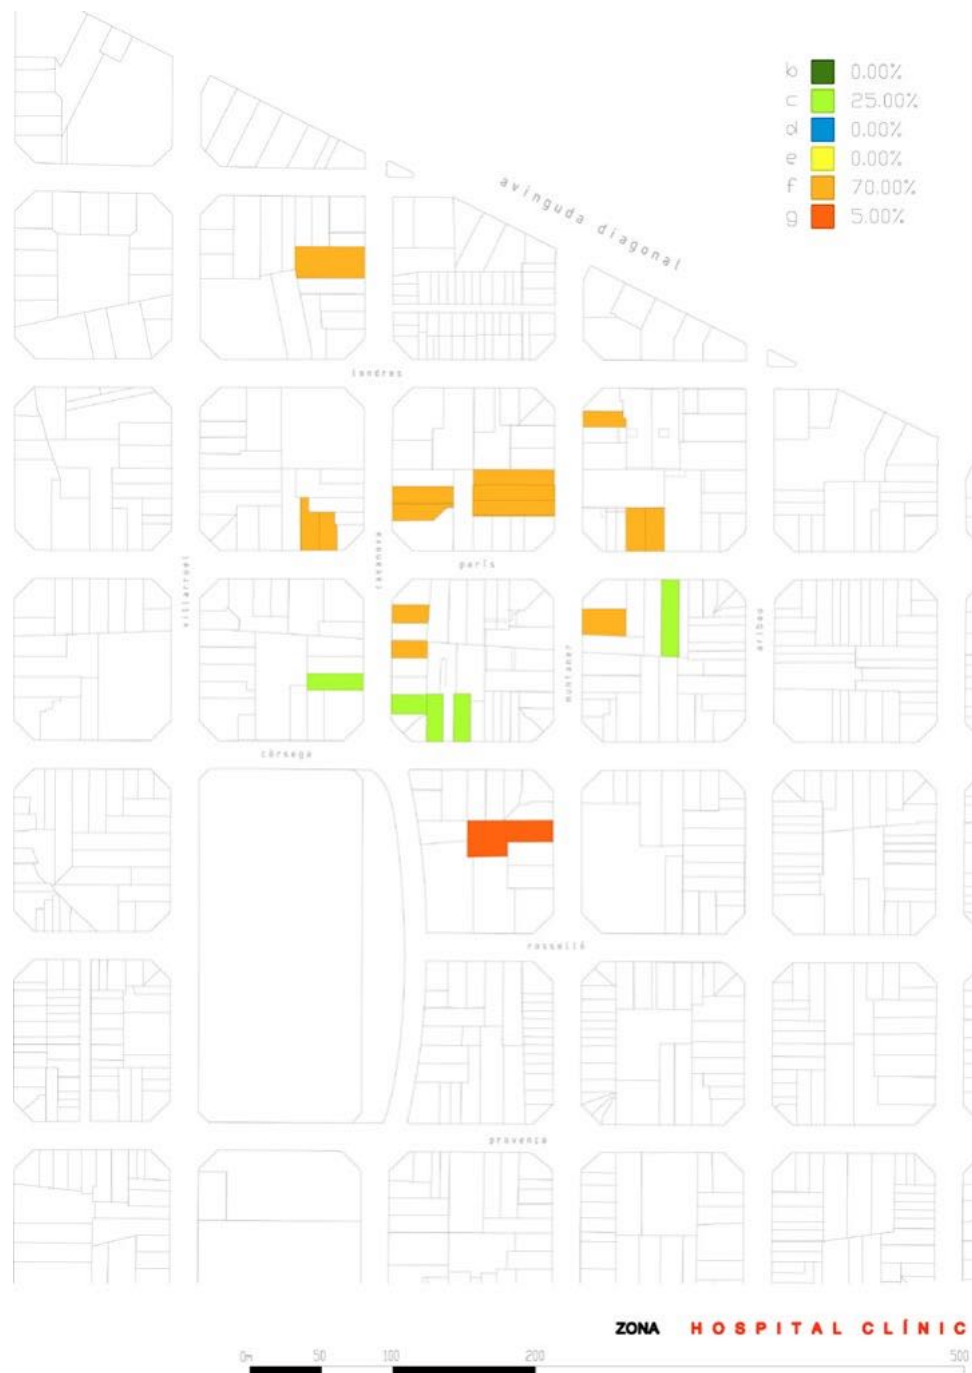 b 0.00%
c 25.00%
d 0.00%
e 0.00%
f 70.00%
g 5.00%
avinguda diagonal
londres
villarroel
casanova
parís
muntaner
aribau
còrsega
rosselló
provença
ZONA HOSPITAL CLÍNIC
0m 50 100 200 500